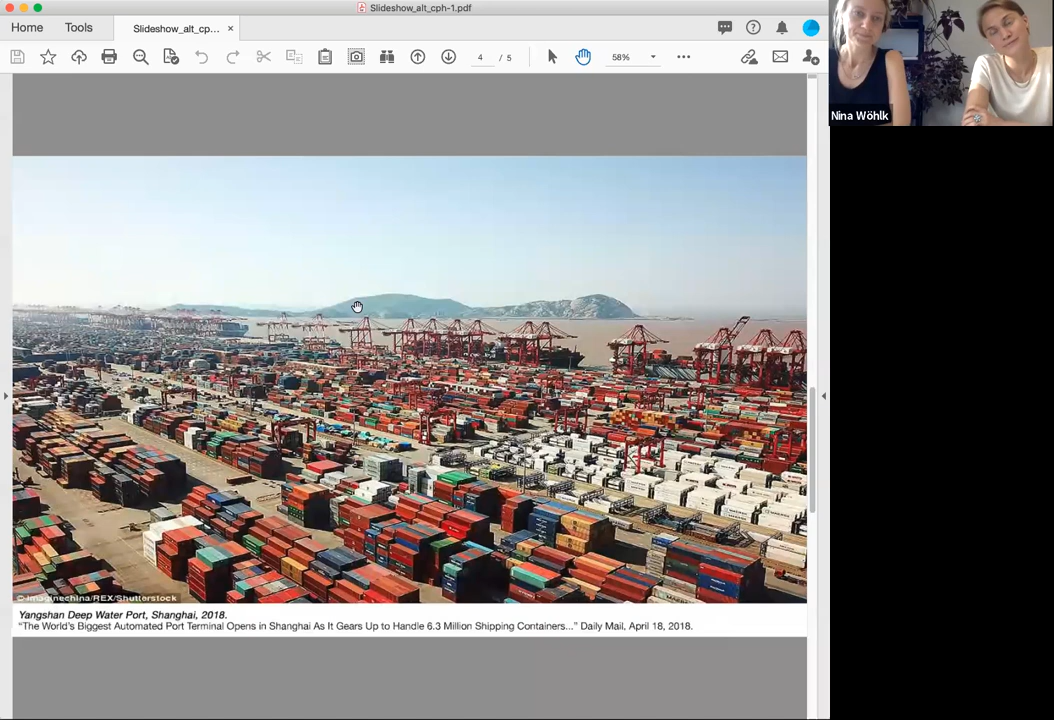 Slideshow_alt_cph-1.pdf
Home
Tools
Slideshow_alt_cp...
4 / 5
58%
Nina Wöhlk
© Imaginechina/REX/Shutterstock
Yangshan Deep Water Port, Shanghai, 2018.
“The World's Biggest Automated Port Terminal Opens in Shanghai As It Gears Up to Handle 6.3 Million Shipping Containers...” Daily Mail, April 18, 2018.